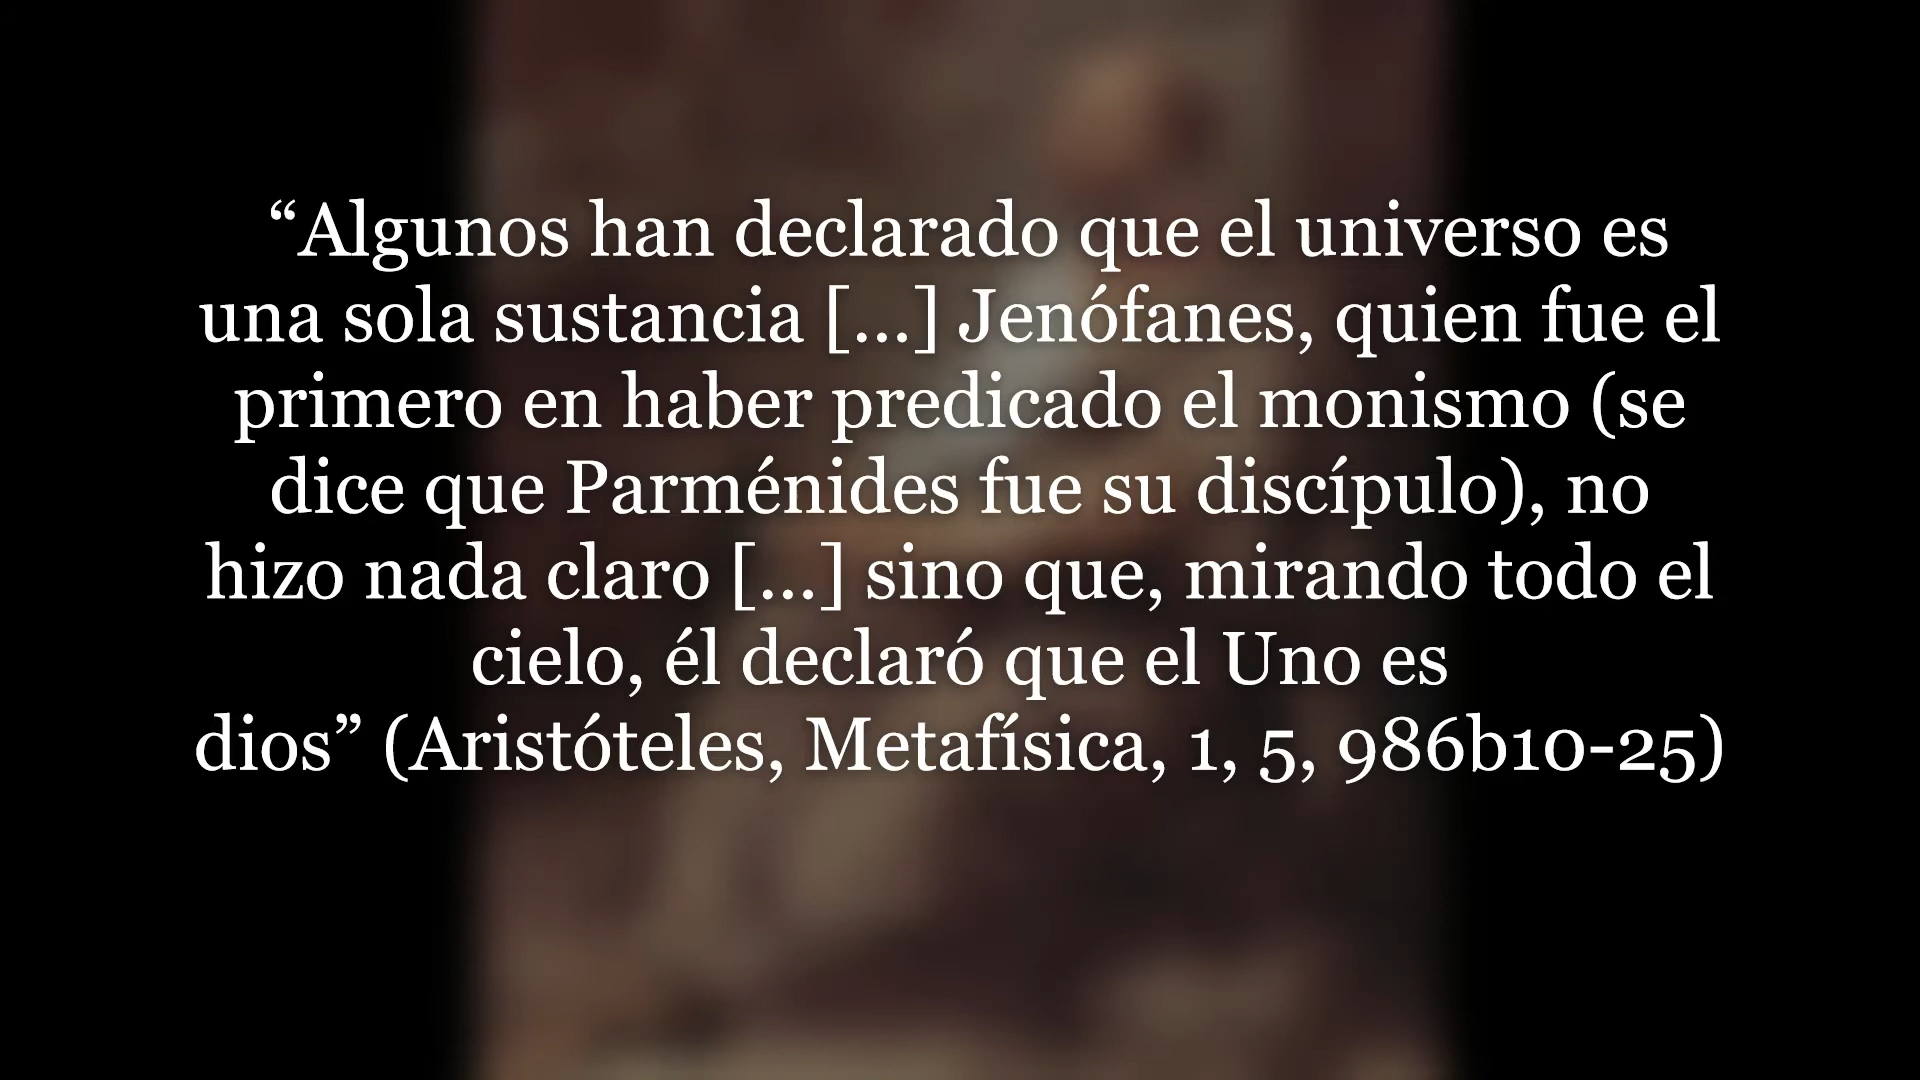 “Algunos han declarado que el universo es
una sola sustancia [...] Jenófanes, quien fue el
primero en haber predicado el monismo (se
dice que Parménides fue su discípulo), no
hizo nada claro [...] sino que, mirando todo el
cielo, él declaró que el Uno es
dios” (Aristóteles, Metafísica, 1, 5, 986b10-25)